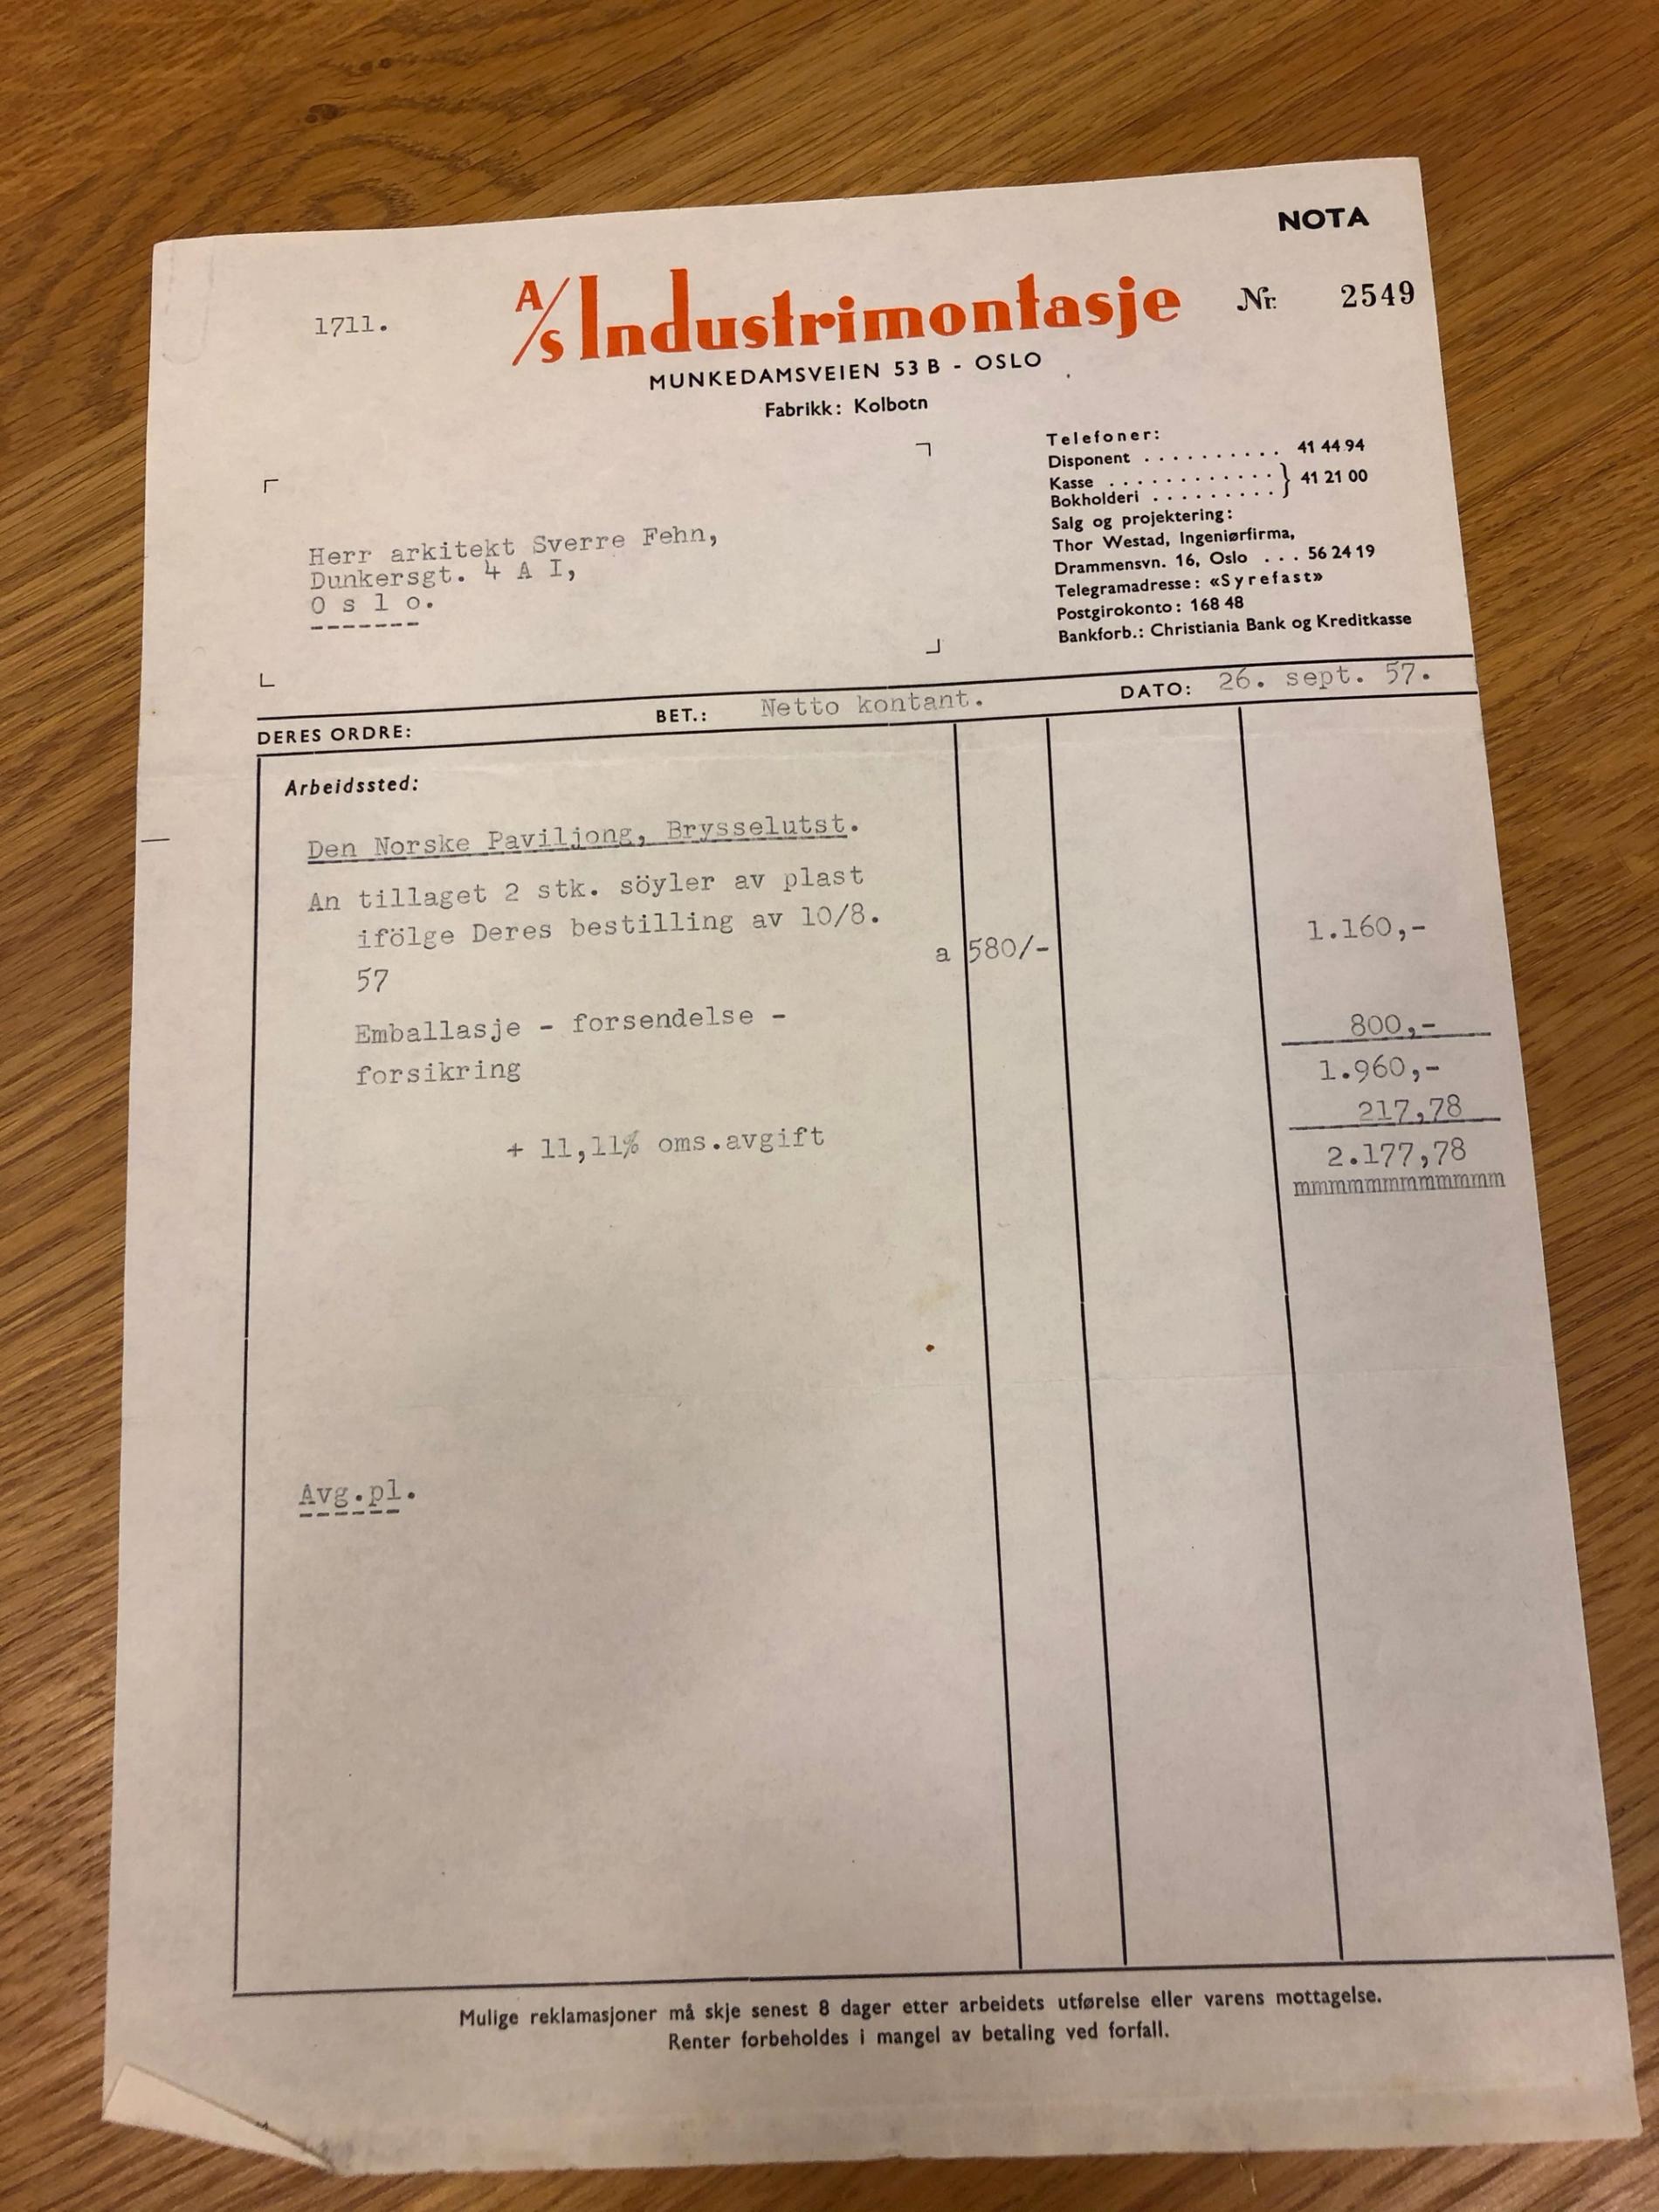 NOTA
1711.
A/S Industrimontasje
Nr. 2549
MUNKEDAMSVEIEN 53 B - OSLO
Fabrikk: Kolbotn
Telefoner:
Disponent . . . . . . . . . . 41 44 94
Kasse . . . . . . . . . . . . }
Bokholderi . . . . . . . . . } 41 21 00
Salg og projektering:
Thor Westad, Ingeniørfirma,
Drammensvn. 16, Oslo . . . 56 24 19
Telegramadresse: «Syrefast»
Postgirokonto: 168 48
Bankforb.: Christiania Bank og Kreditkasse
Herr arkitekt Sverre Fehn,
Dunkersgt. 4 A I,
O s l o.
-------
DERES ORDRE: BET.: Netto kontant. DATO: 26. sept. 57.
Arbeidssted:
Den Norske Paviljong, Brysselutst.
An tillaget 2 stk. söyler av plast
ifölge Deres bestilling av 10/8.
57 a 580/- 1.160,-
Emballasje - forsendelse -
forsikring 800,-
1.960,-
+ 11,11% oms.avgift 217,78
2.177,78
mmmmmmmmmmmmm
Avg.pl.
------
Mulige reklamasjoner må skje senest 8 dager etter arbeidets utførelse eller varens mottagelse.
Renter forbeholdes i mangel av betaling ved forfall.